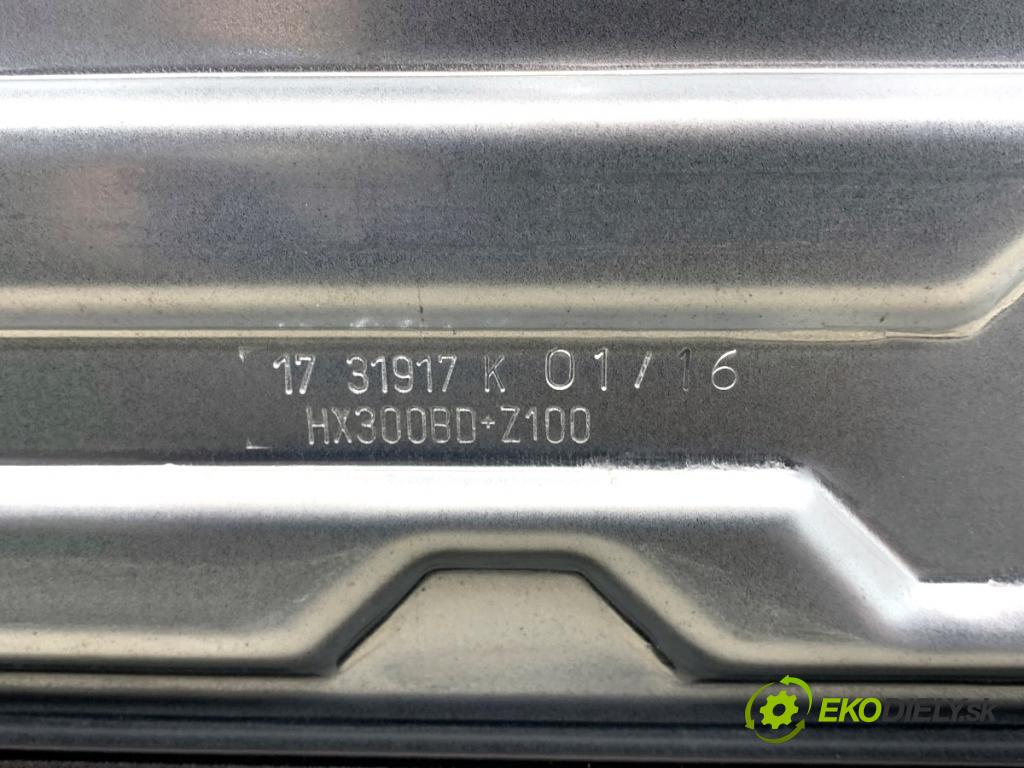 17 31917 K 01/16
HX300BD+Z100
EKODIELY.SK